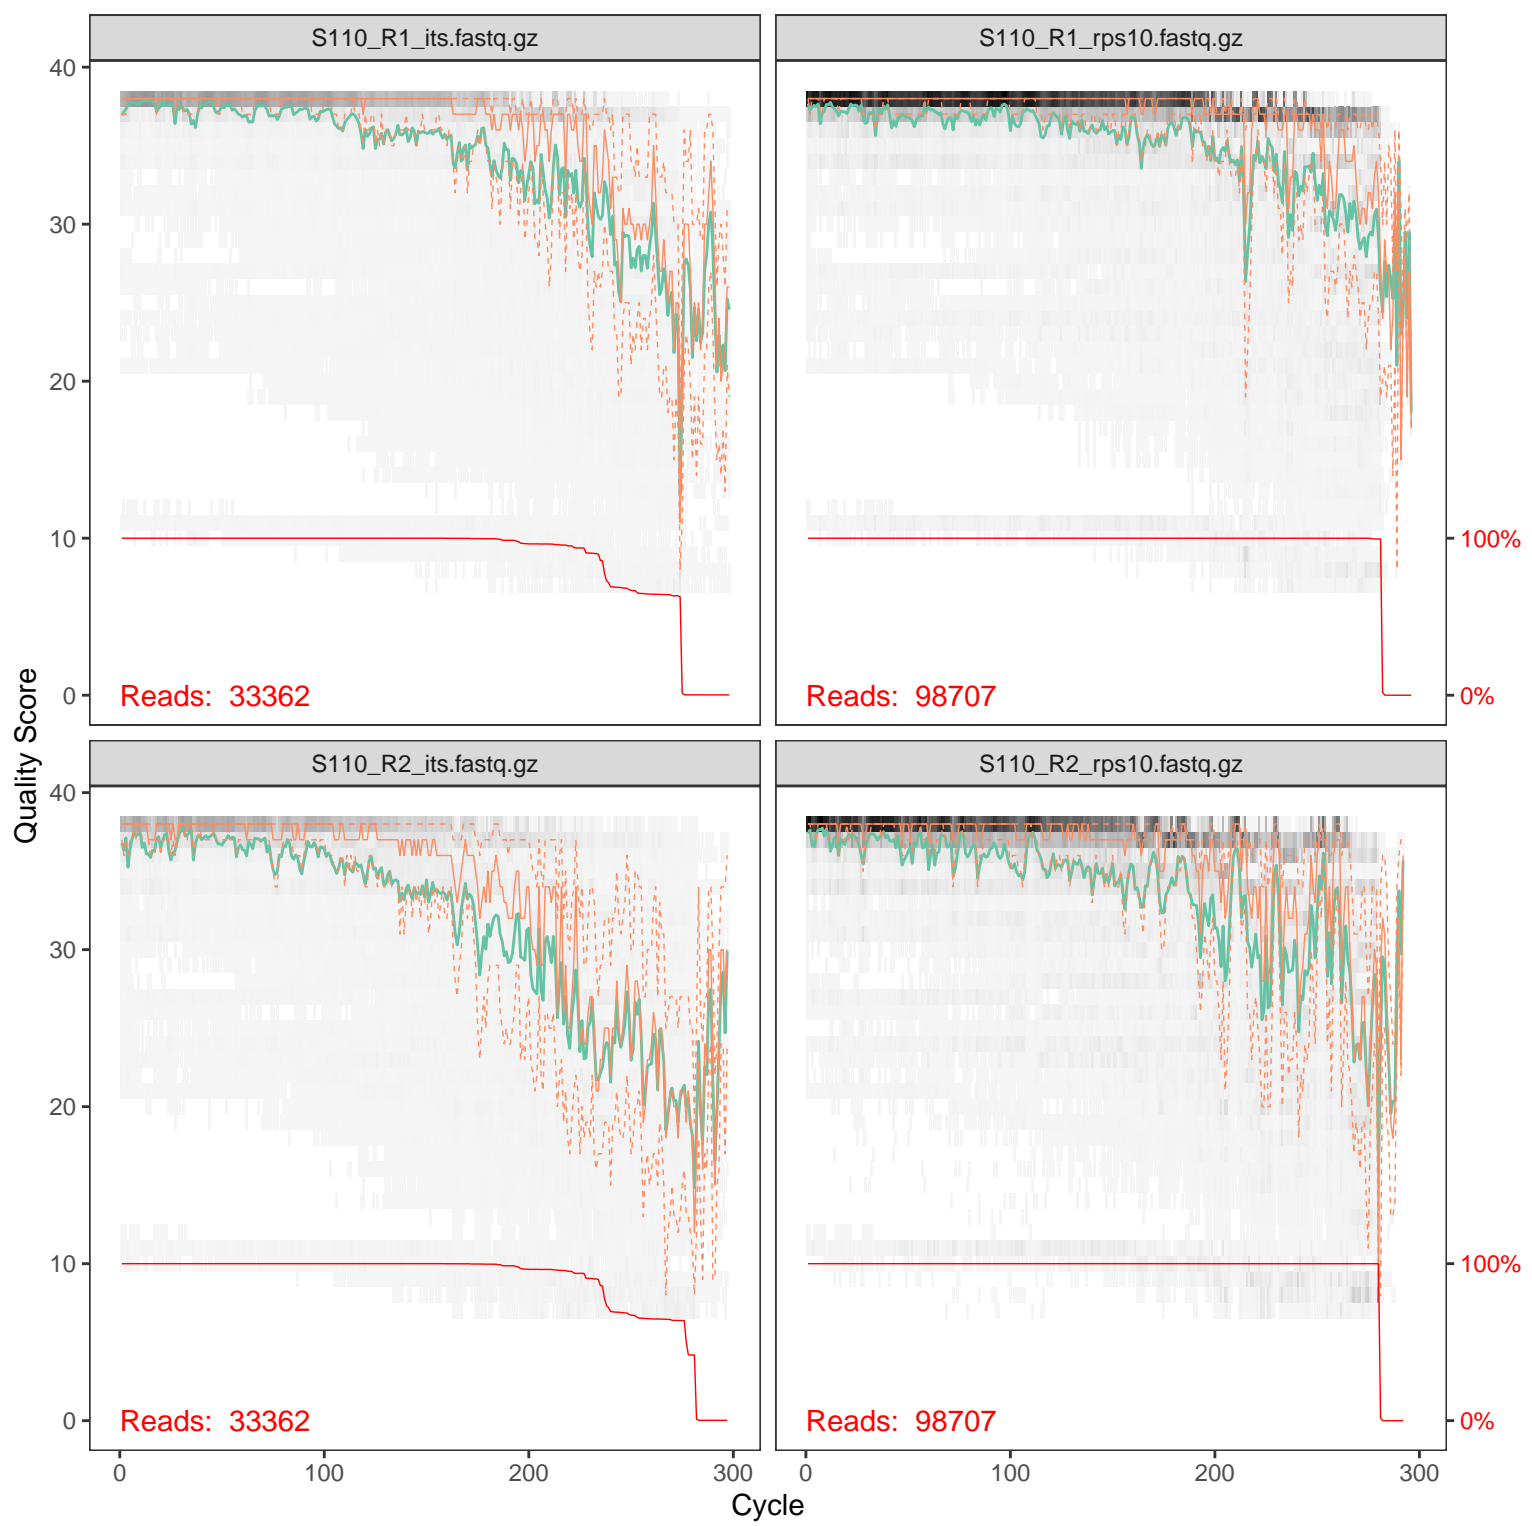 S110_R1_its.fastq.gz
S110_R1_rps10.fastq.gz
40
30
20
10
0
Reads: 33362
Reads: 98707
100%
0%
Quality Score
S110_R2_its.fastq.gz
S110_R2_rps10.fastq.gz
40
30
20
10
0
Reads: 33362
Reads: 98707
100%
0%
0 100 200 300
0 100 200 300
Cycle